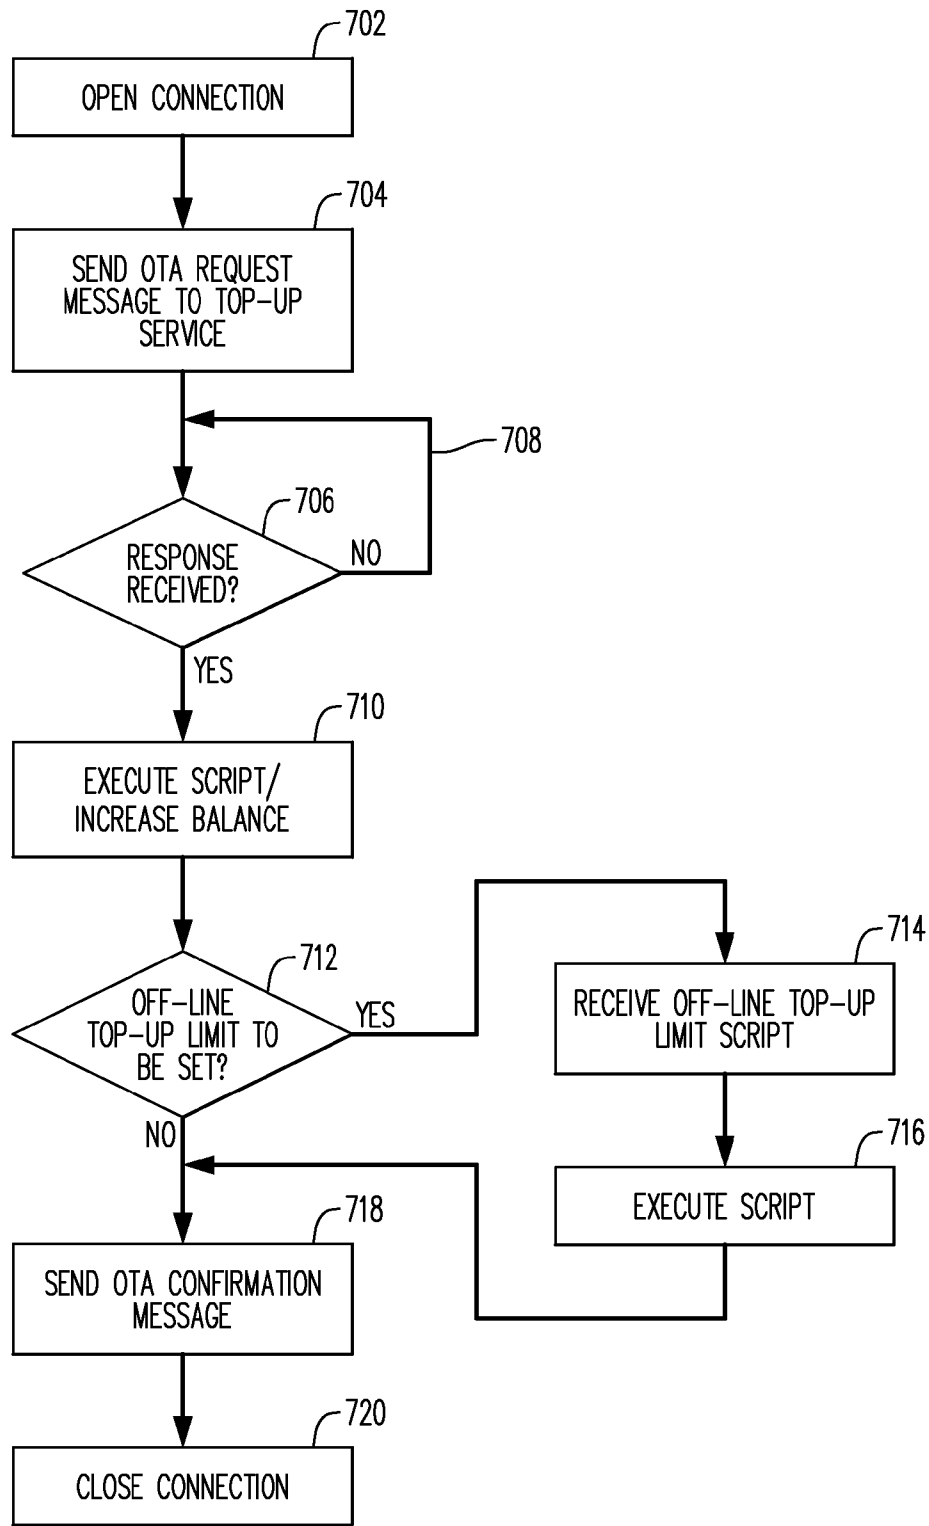 702
OPEN CONNECTION
704
SEND OTA REQUEST
MESSAGE TO TOP-UP
SERVICE
708
706
RESPONSE
RECEIVED?
NO
YES
710
EXECUTE SCRIPT/
INCREASE BALANCE
712
OFF-LINE
TOP-UP LIMIT TO
BE SET?
YES
NO
714
RECEIVE OFF-LINE TOP-UP
LIMIT SCRIPT
716
EXECUTE SCRIPT
718
SEND OTA CONFIRMATION
MESSAGE
720
CLOSE CONNECTION